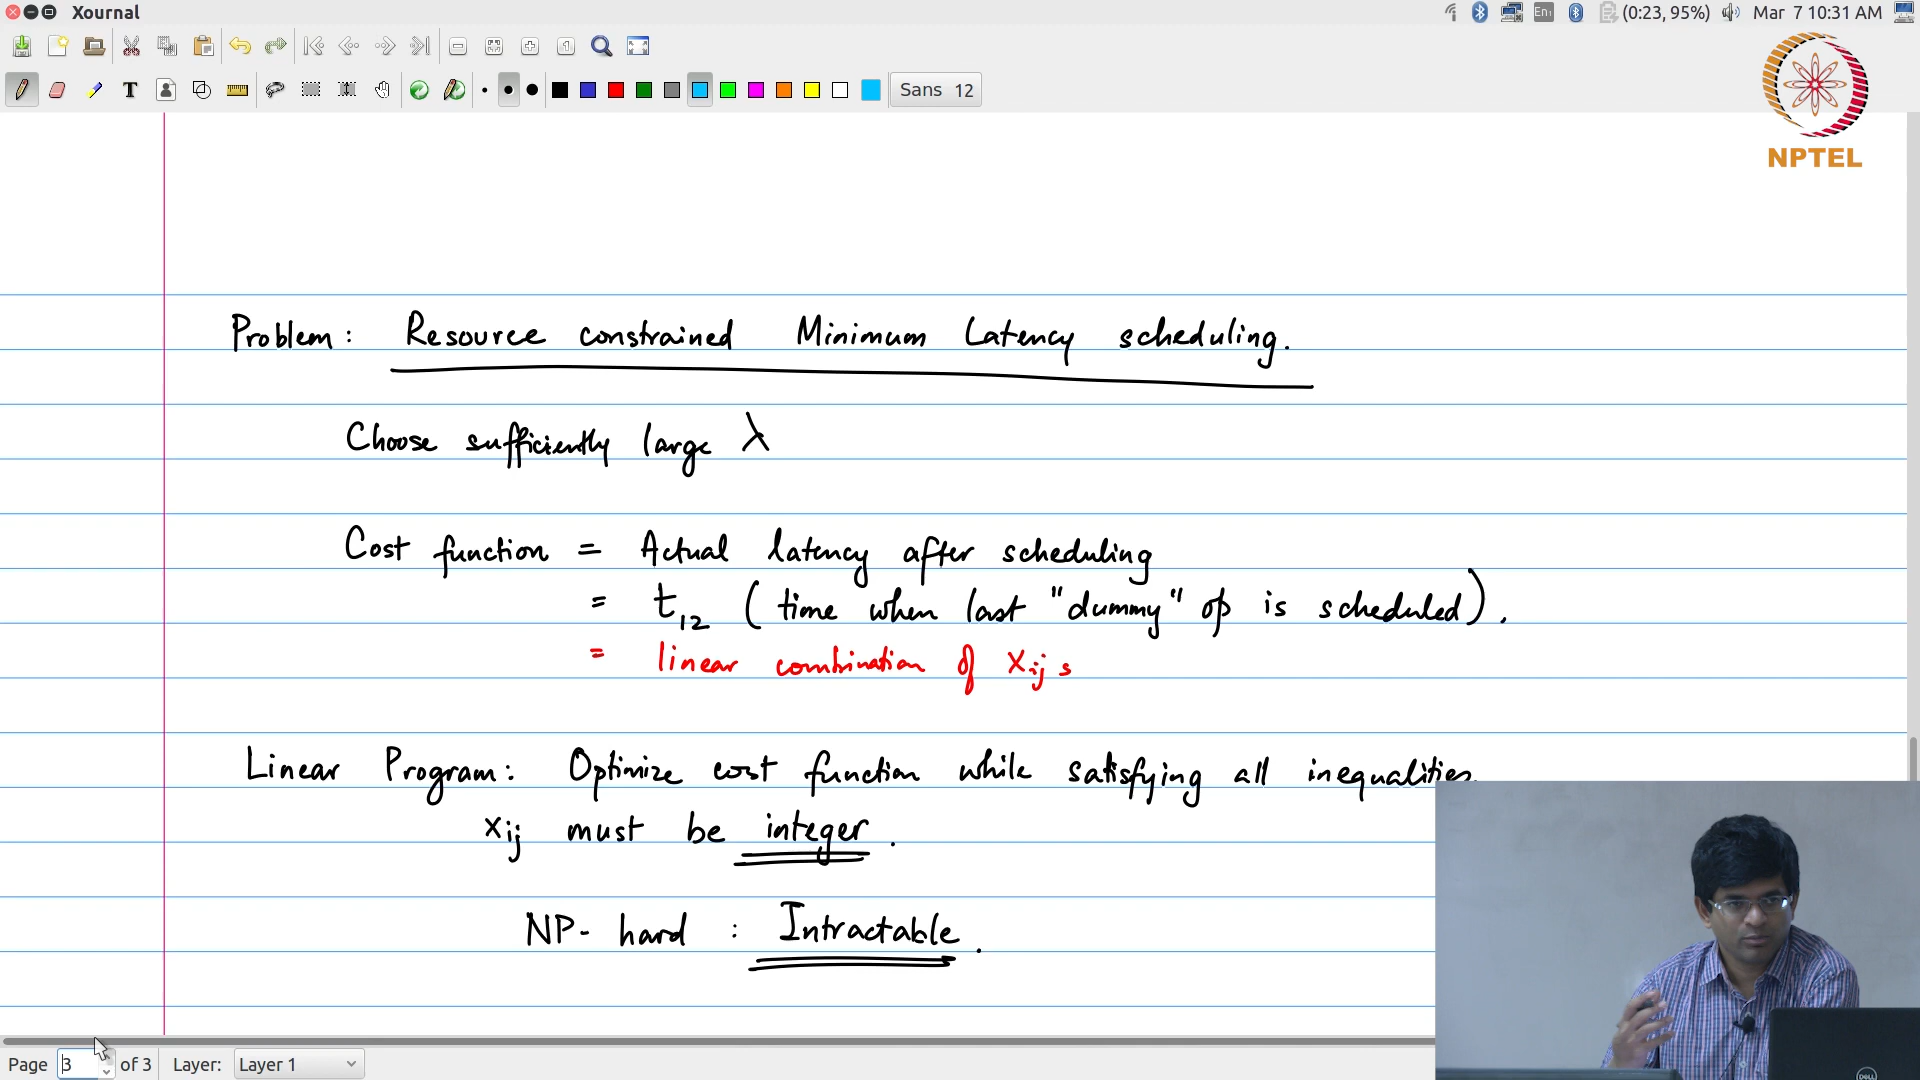 Xournal
(0:23, 95%) Mar 7 10:31 AM
En1
Sans 12
NPTEL
Problem: Resource constrained Minimum Latency scheduling.
Choose sufficiently large λ
Cost function = Actual latency after scheduling
= t12 (time when last "dummy" op is scheduled).
= linear combination of xij s
Linear Program: Optimize cost function while satisfying all inequalities.
xij must be integer.
NP-hard : Intractable.
Page 3 of 3 Layer: Layer 1
DELL